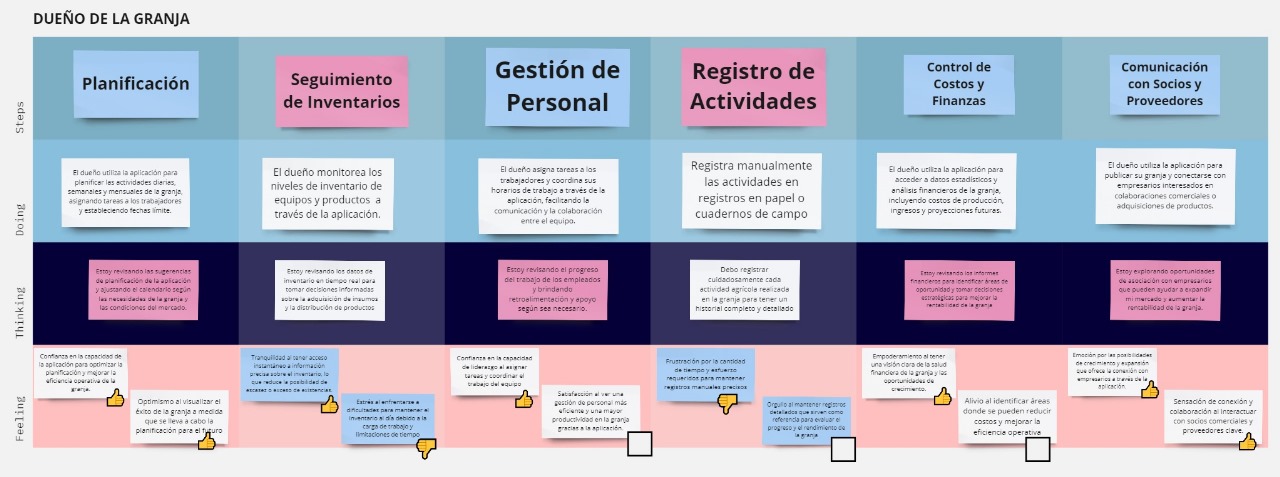 DUEÑO DE LA GRANJA
Steps
Planificación
Seguimiento
de Inventarios
Gestión de
Personal
Registro de
Actividades
Control de
Costos y
Finanzas
Comunicación
con Socios y
Proveedores
Doing
El dueño utiliza la aplicación para
planificar las actividades diarias,
semanales y mensuales de la granja,
asignando tareas a los trabajadores
y estableciendo fechas límite.
El dueño monitorea los
niveles de inventario de
equipos y productos a
través de la aplicación.
El dueño asigna tareas a los
trabajadores y coordina sus
horarios de trabajo a través de la
aplicación, facilitando la
comunicación y la colaboración
entre el equipo.
Registra manualmente
las actividades en
registros en papel o
cuadernos de campo
El dueño utiliza la aplicación para
acceder a datos estadísticos y
análisis financieros de la granja,
incluyendo costos de producción,
ingresos y proyecciones futuras.
El dueño utiliza la aplicación para
publicar su granja y conectarse con
empresarios interesados en
colaboraciones comerciales o
adquisiciones de productos.
Thinking
Estoy revisando las sugerencias
de planificación de la aplicación
y ajustando el calendario según
las necesidades de la granja y
las condiciones del mercado.
Estoy revisando los datos de
inventario en tiempo real para
tomar decisiones informadas
sobre la adquisición de insumos
y la distribución de productos
Estoy revisando el progreso
del trabajo de los empleados
y brindando
retroalimentación y apoyo
según sea necesario.
Debo registrar
cuidadosamente cada
actividad agrícola realizada
en la granja para tener un
historial completo y detallado
Estoy revisando los informes
financieros para identificar áreas de
oportunidad y tomar decisiones
estratégicas para mejorar la
rentabilidad de la granja
Estoy explorando oportunidades
de asociación con empresarios
que pueden ayudar a expandir
mi mercado y aumentar la
rentabilidad de la granja.
Feeling
Confianza en la capacidad de
la aplicación para optimizar la
planificación y mejorar la
eficiencia operativa de la
granja.
Optimismo al visualizar el
éxito de la granja a medida
que se lleva a cabo la
planificación para el futuro
Tranquilidad al tener acceso
instantáneo a información
precisa sobre el inventario, lo
que reduce la posibilidad de
escasez o exceso de existencias.
Estrés al enfrentarse a
dificultades para mantener el
inventario al día debido a la
carga de trabajo y
limitaciones de tiempo
Confianza en la capacidad
de liderazgo al asignar
tareas y coordinar el
trabajo del equipo
Satisfacción al ver una
gestión de personal más
eficiente y una mayor
productividad en la granja
gracias a la aplicación.
Frustración por la cantidad
de tiempo y esfuerzo
requeridos para mantener
registros manuales precisos
Orgullo al mantener registros
detallados que sirven como
referencia para evaluar el
progreso y el rendimiento de
la granja
Empoderamiento al tener
una visión clara de la salud
financiera de la granja y las
oportunidades de
crecimiento.
Alivio al identificar áreas
donde se pueden reducir
costos y mejorar la
eficiencia operativa
Emoción por las posibilidades
de crecimiento y expansión
que ofrece la conexión con
empresarios a través de la
aplicación.
Sensación de conexión y
colaboración al interactuar
con socios comerciales y
proveedores clave.